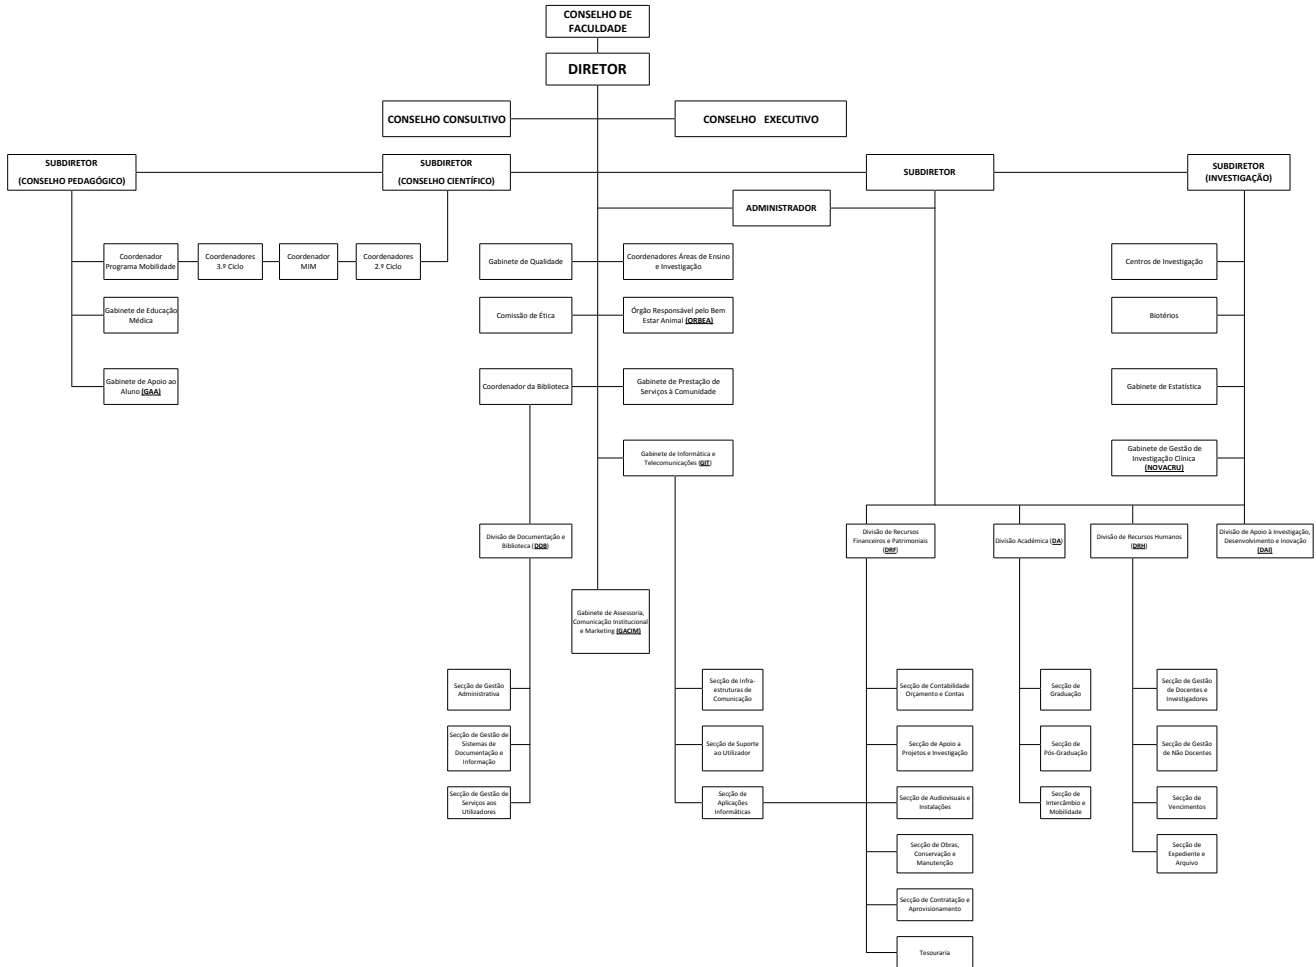 CONSELHO DE
FACULDADE
DIRETOR
CONSELHO CONSULTIVO
CONSELHO EXECUTIVO
SUBDIRETOR
(CONSELHO PEDAGÓGICO)
SUBDIRETOR
(CONSELHO CIENTÍFICO)
SUBDIRETOR
SUBDIRETOR
(INVESTIGAÇÃO)
ADMINISTRADOR
Coordenador
Programa Mobilidade
Coordenadores
3.º Ciclo
Coordenador
MIM
Coordenadores
2.º Ciclo
Gabinete de Qualidade
Coordenadores Áreas de Ensino
e Investigação
Centros de Investigação
Gabinete de Educação
Médica
Comissão de Ética
Órgão Responsável pelo Bem
Estar Animal (ORBEA)
Biotérios
Gabinete de Apoio ao
Aluno (GAA)
Coordenador da Biblioteca
Gabinete de Prestação de
Serviços à Comunidade
Gabinete de Estatística
Gabinete de Informática e
Telecomunicações (GIT)
Gabinete de Gestão de
Investigação Clínica
(NOVACRU)
Divisão de Documentação e
Biblioteca (DDB)
Divisão de Recursos
Financeiros e Patrimoniais
(DRF)
Divisão Académica (DA)
Divisão de Recursos Humanos
(DRH)
Divisão de Apoio à Investigação,
Desenvolvimento e Inovação
(DAI)
Gabinete de Assessoria,
Comunicação Institucional
e Marketing (GACIM)
Secção de Gestão
Administrativa
Secção de Infra-
estruturas de
Comunicação
Secção de Contabilidade
Orçamento e Contas
Secção de
Graduação
Secção de Gestão
de Docentes e
Investigadores
Secção de Gestão de
Sistemas de
Documentação e
Informação
Secção de Suporte
ao Utilizador
Secção de Apoio a
Projetos e Investigação
Secção de
Pós-Graduação
Secção de Gestão
de Não Docentes
Secção de Gestão de
Serviços aos
Utilizadores
Secção de
Aplicações
Informáticas
Secção de Audiovisuais e
Instalações
Secção de
Intercâmbio e
Mobilidade
Secção de
Vencimentos
Secção de Obras,
Conservação e
Manutenção
Secção de
Expediente e
Arquivo
Secção de Contratação e
Aprovisionamento
Tesouraria